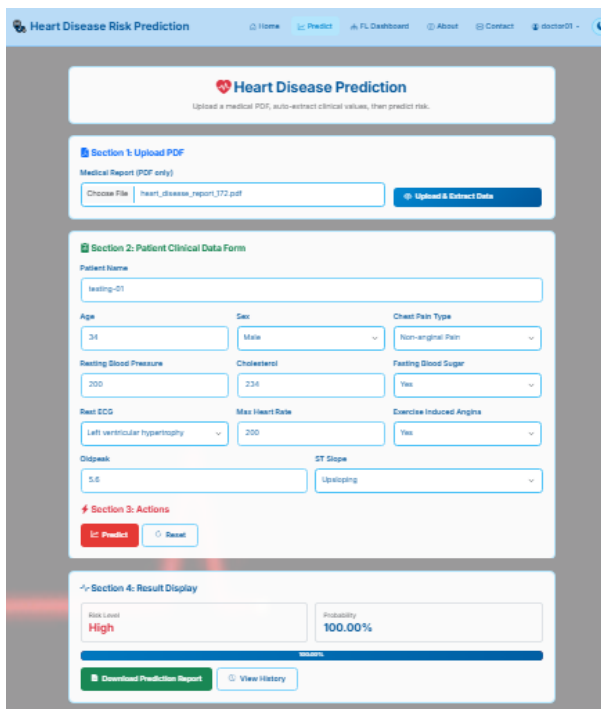 Heart Disease Risk Prediction Home Predict FL Dashboard About Contact doctor01
Heart Disease Prediction
Upload a medical PDF, auto-extract clinical values, then predict risk.
Section 1: Upload PDF
Medical Report (PDF only)
Choose File heart_disease_report_172.pdf Upload & Extract Data
Section 2: Patient Clinical Data Form
Patient Name
testing-01
Age Sex Chest Pain Type
34 Male Non-anginal Pain
Resting Blood Pressure Cholesterol Fasting Blood Sugar
200 234 Yes
Rest ECG Max Heart Rate Exercise Induced Angina
Left ventricular hypertrophy 200 Yes
Oldpeak ST Slope
5.6 Upsloping
Section 3: Actions
Predict Reset
Section 4: Result Display
Risk Level Probability
High 100.00%
100.00%
Download Prediction Report View History